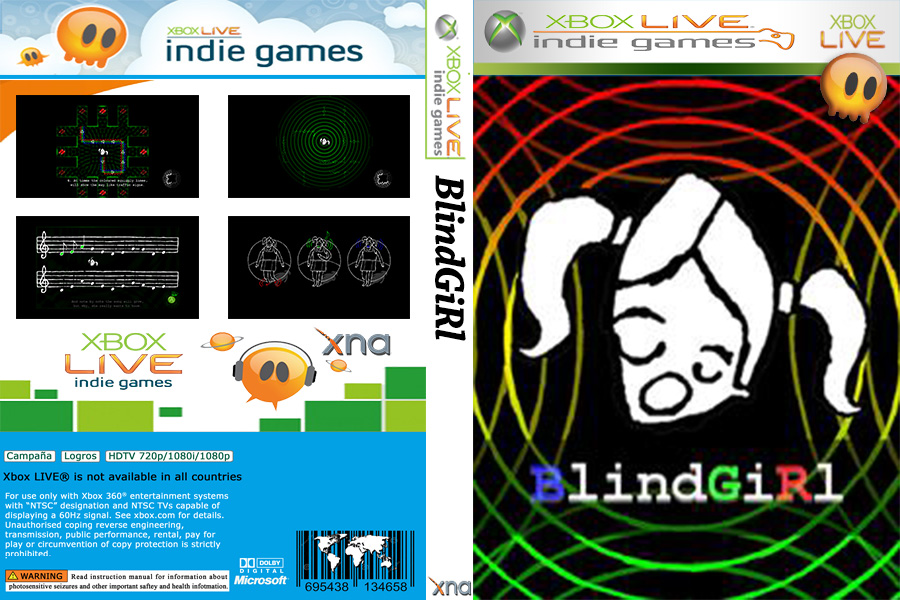 XBOX LIVE
indie games
XBOX LIVE
indie games
xna
Campaña
Logros
HDTV 720p/1080i/1080p
Xbox LIVE® is not available in all countries
For use only with Xbox 360® entertainment systems
with “NTSC” designation and NTSC TVs capable of
displaying a 60Hz signal. See xbox.com for details.
Unauthorised coping reverse engineering,
transmission, public performance, rental, pay for
play or circumvention of copy protection is strictly
prohibited.
WARNING Read instruction manual for informatión about
photosensitive seizures and other important saftey and health infotmation.
DOLBY
DIGITAL
Microsoft
695438 134658
XBOX LIVE
indie games
BlindGiRl
xna
XBOX LIVE
indie games
XBOX
LIVE
BlindGiRl